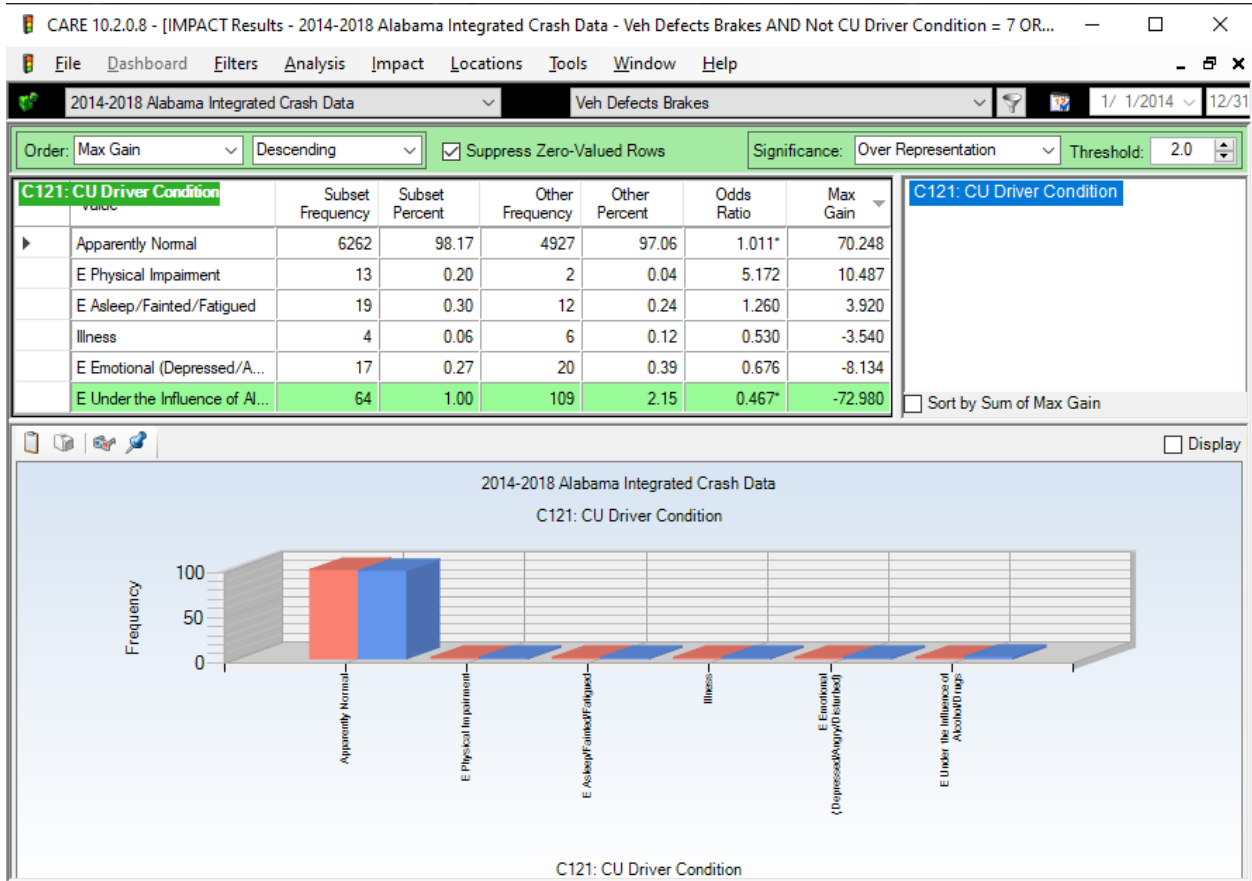 CARE 10.2.0.8 - [IMPACT Results - 2014-2018 Alabama Integrated Crash Data - Veh Defects Brakes AND Not CU Driver Condition = 7 OR...
File Dashboard Filters Analysis Impact Locations Tools Window Help
2014-2018 Alabama Integrated Crash Data Veh Defects Brakes 1/ 1/2014 12/31
Order: Max Gain Descending Suppress Zero-Valued Rows Significance: Over Representation Threshold: 2.0
C121: CU Driver Condition Subset Frequency Subset Percent Other Frequency Other Percent Odds Ratio Max Gain
Apparently Normal 6262 98.17 4927 97.06 1.011* 70.248
E Physical Impairment 13 0.20 2 0.04 5.172 10.487
E Asleep/Fainted/Fatigued 19 0.30 12 0.24 1.260 3.920
Illness 4 0.06 6 0.12 0.530 -3.540
E Emotional (Depressed/A... 17 0.27 20 0.39 0.676 -8.134
E Under the Influence of Al... 64 1.00 109 2.15 0.467* -72.980
C121: CU Driver Condition
Sort by Sum of Max Gain
Display
2014-2018 Alabama Integrated Crash Data
C121: CU Driver Condition
Frequency
100
50
0
Apparently Normal
E Physical Impairment
E Asleep/Fainted/Fatigued
Illness
E Emotional
(Depressed/Angry/Disturbed)
E Under the Influence of
Alcohol/Drugs
C121: CU Driver Condition